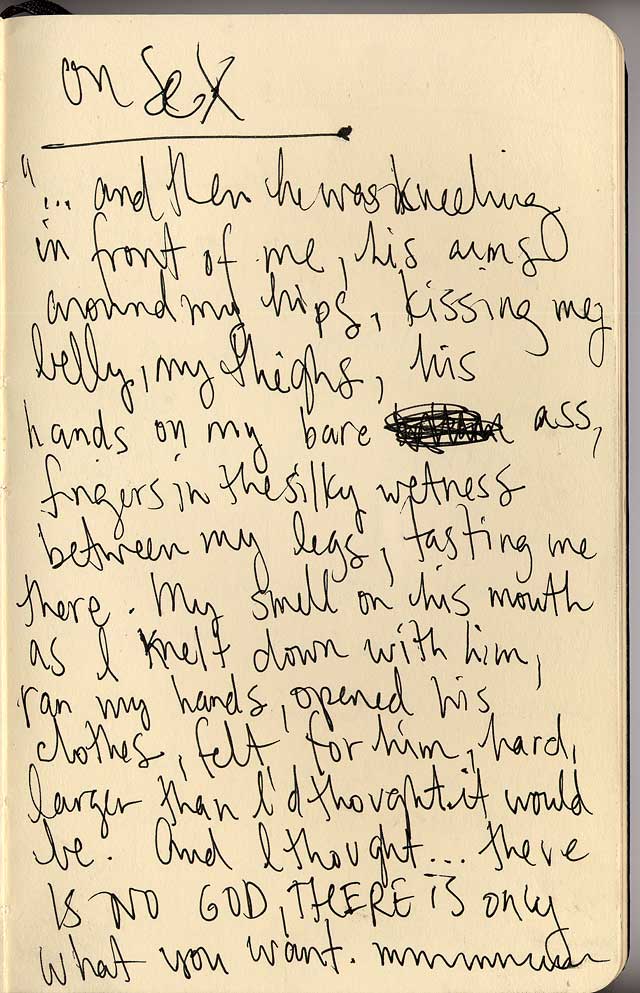 on Sex
"... and then he was kneeling
in front of me, his arms
around my hips, kissing my
belly, my thighs, his
hands on my bare ass,
fingers in the silky wetness
between my legs, tasting me
there. My smell on his mouth
as I knelt down with him,
ran my hands, opened his
clothes, felt for him, hard,
larger than I'd thought it would
be. And I thought... there
IS NO GOD, THERE IS only
what you want. mmmmmm